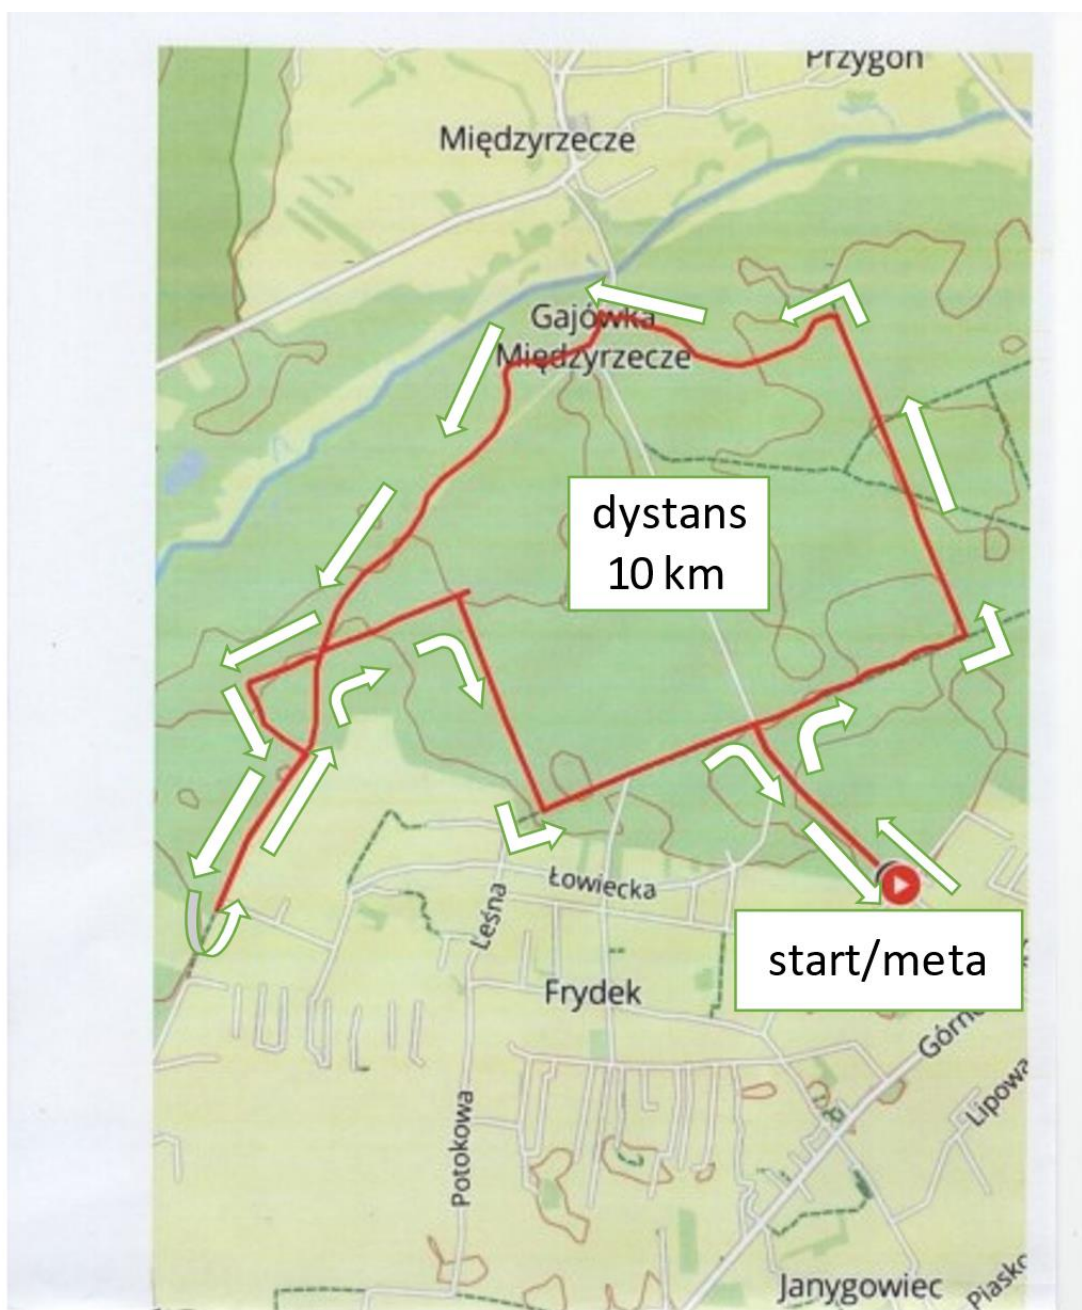 Przygon
Międzyrzecze
Gajówka
Międzyrzecze
dystans
10 km
Łowiecka
Leśna
start/meta
Frydek
Potokowa
Lipowa
Janygowiec